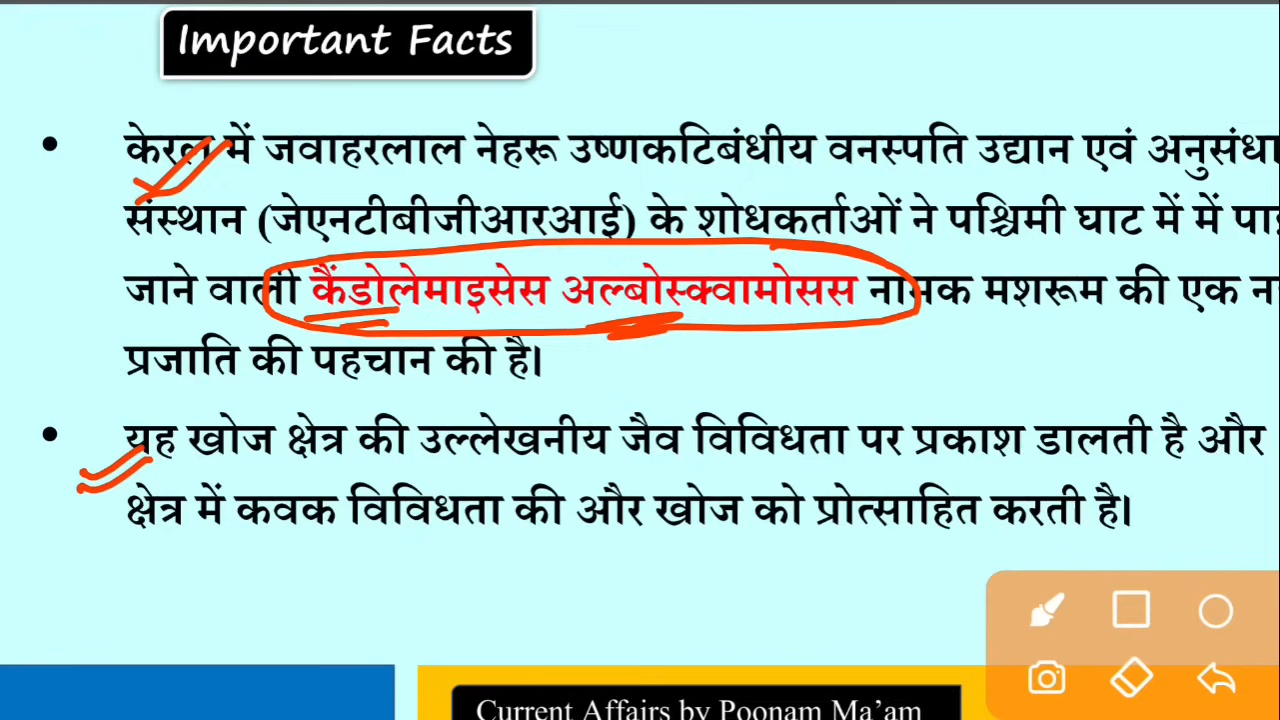 Important Facts
• केरल में जवाहरलाल नेहरू उष्णकटिबंधीय वनस्पति उद्यान एवं
संस्थान (जेएनटीबीजीआरआई) के शोधकर्ताओं ने पश्चिमी घाट में में
जाने वाली कैंडोलेमाइसेस अल्बोस्क्वामोसस नामक मशरूम की एक
प्रजाति की पहचान की है।
• यह खोज क्षेत्र की उल्लेखनीय जैव विविधता पर प्रकाश डालती है और
क्षेत्र में कवक विविधता की और खोज को प्रोत्साहित करती है।
Current Affairs by Poonam Ma'am